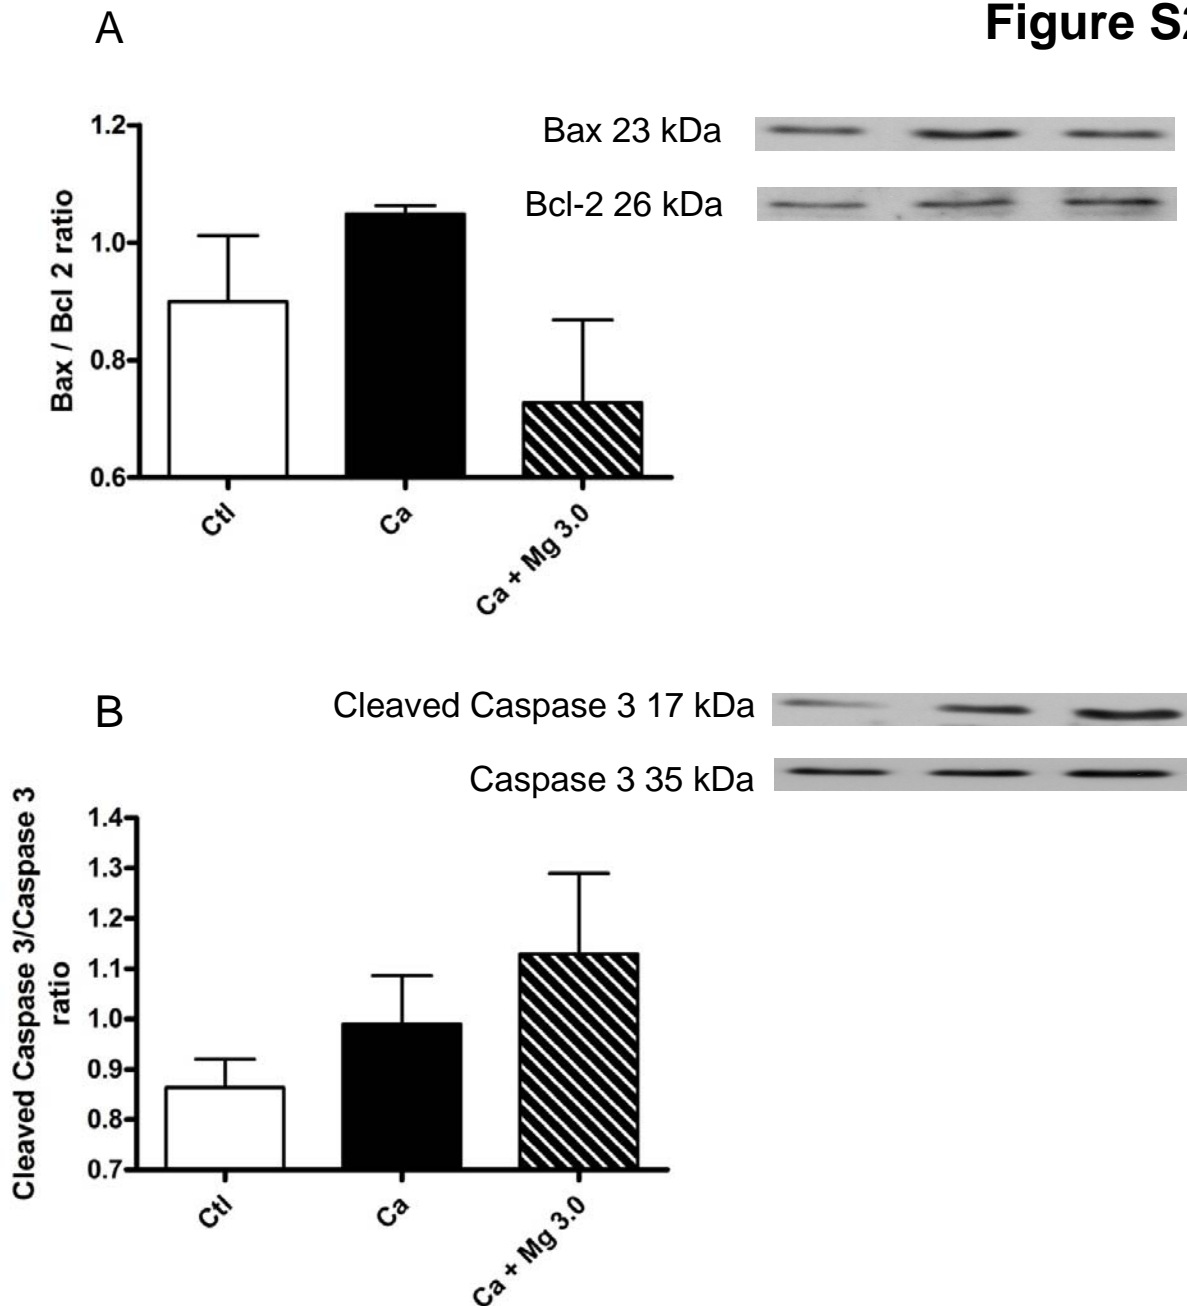 A
Figure S2
Bax 23 kDa
Bcl-2 26 kDa
Bax / Bcl 2 ratio
1.2
1.0
0.8
0.6
Ctl
Ca
Ca + Mg 3.0
B
Cleaved Caspase 3 17 kDa
Caspase 3 35 kDa
Cleaved Caspase 3/Caspase 3
ratio
1.4
1.3
1.2
1.1
1.0
0.9
0.8
0.7
Ctl
Ca
Ca + Mg 3.0